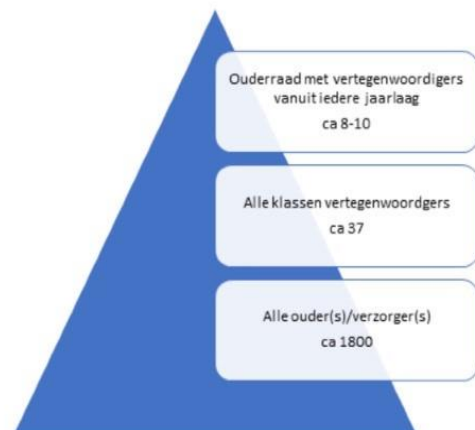 Ouderraad met vertegenwoordigers
vanuit iedere jaarlaag
ca 8-10
Alle klassen vertegenwoordgers
ca 37
Alle ouder(s)/verzorger(s)
ca 1800